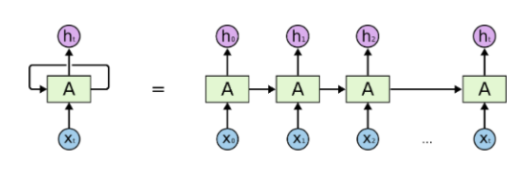 hₜ h₀ h₁ h₂ hₜ
A = A A A A
xₜ x₀ x₁ x₂ ... xₜ